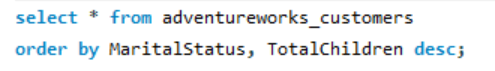 select * from adventureworks_customers
order by MaritalStatus, TotalChildren desc;